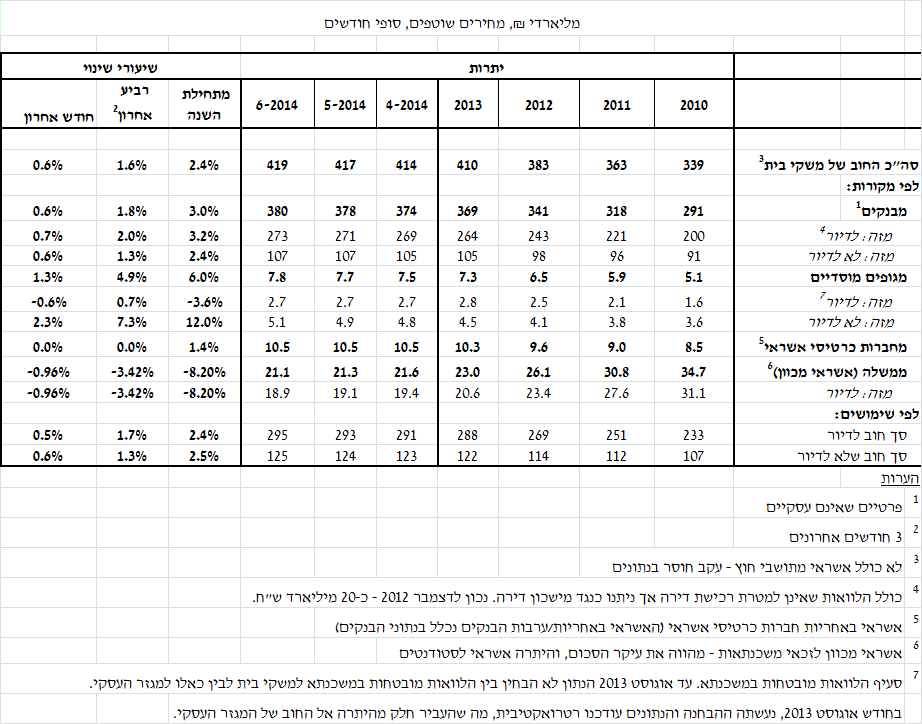 מליארדי ₪, מחירים שוטפים, סופי חודשים
יתרות שיעורי שינוי
2010 2011 2012 2013 4-2014 5-2014 6-2014 מתחילת השנה רביע אחרון2 חודש אחרון
סה״כ החוב של משקי בית3 339 363 383 410 414 417 419 2.4% 1.6% 0.6%
לפי מקורות:
מבנקים1 291 318 341 369 374 378 380 3.0% 1.8% 0.6%
מזה: לדיור4 200 221 243 264 269 271 273 3.2% 2.0% 0.7%
מזה: לא לדיור 91 96 98 105 105 107 107 2.4% 1.3% 0.6%
מגופים מוסדיים 5.1 5.9 6.5 7.3 7.5 7.7 7.8 6.0% 4.9% 1.3%
מזה: לדיור7 1.6 2.1 2.5 2.8 2.7 2.7 2.7 -3.6% 0.7% -0.6%
מזה: לא לדיור 3.6 3.8 4.1 4.5 4.8 4.9 5.1 12.0% 7.3% 2.3%
מחברות כרטיסי אשראי5 8.5 9.0 9.6 10.3 10.5 10.5 10.5 1.4% 0.0% 0.0%
ממשלה (אשראי מכוון)6 34.7 30.8 26.1 23.0 21.6 21.3 21.1 -8.20% -3.42% -0.96%
מזה: לדיור 31.1 27.6 23.4 20.6 19.4 19.1 18.9 -8.20% -3.42% -0.96%
לפי שימושים:
סך חוב לדיור 233 251 269 288 291 293 295 2.4% 1.7% 0.5%
סך חוב שלא לדיור 107 112 114 122 123 124 125 2.5% 1.3% 0.6%
הערות
1 פרטיים שאינם עסקיים
2 3 חודשים אחרונים
3 לא כולל אשראי מתושבי חוץ - עקב חוסר בנתונים
4 כולל הלוואות שאינן למטרת רכישת דירה אך ניתנו כנגד מישכון דירה. נכון לדצמבר 2012 - כ-20 מיליארד ש״ח.
5 אשראי באחריות חברות כרטיסי אשראי (האשראי באחריות/ערבות הבנקים נכלל בנתוני הבנקים)
6 אשראי מכוון לזכאי משכנתאות - מהווה את עיקר הסכום, והיתרה אשראי לסטודנטים
7 סעיף הלוואות מובטחות במשכנתא. עד אוגוסט 2013 הנתון לא הבחין בין הלוואות מובטחות במשכנתא למשקי בית לבין כאלו למגזר העסקי.
בחודש אוגוסט 2013, נעשתה ההבחנה והנתונים עודכנו רטרואקטיבית, מה שהעביר חלק מהיתרה אל החוב של המגזר העסקי.